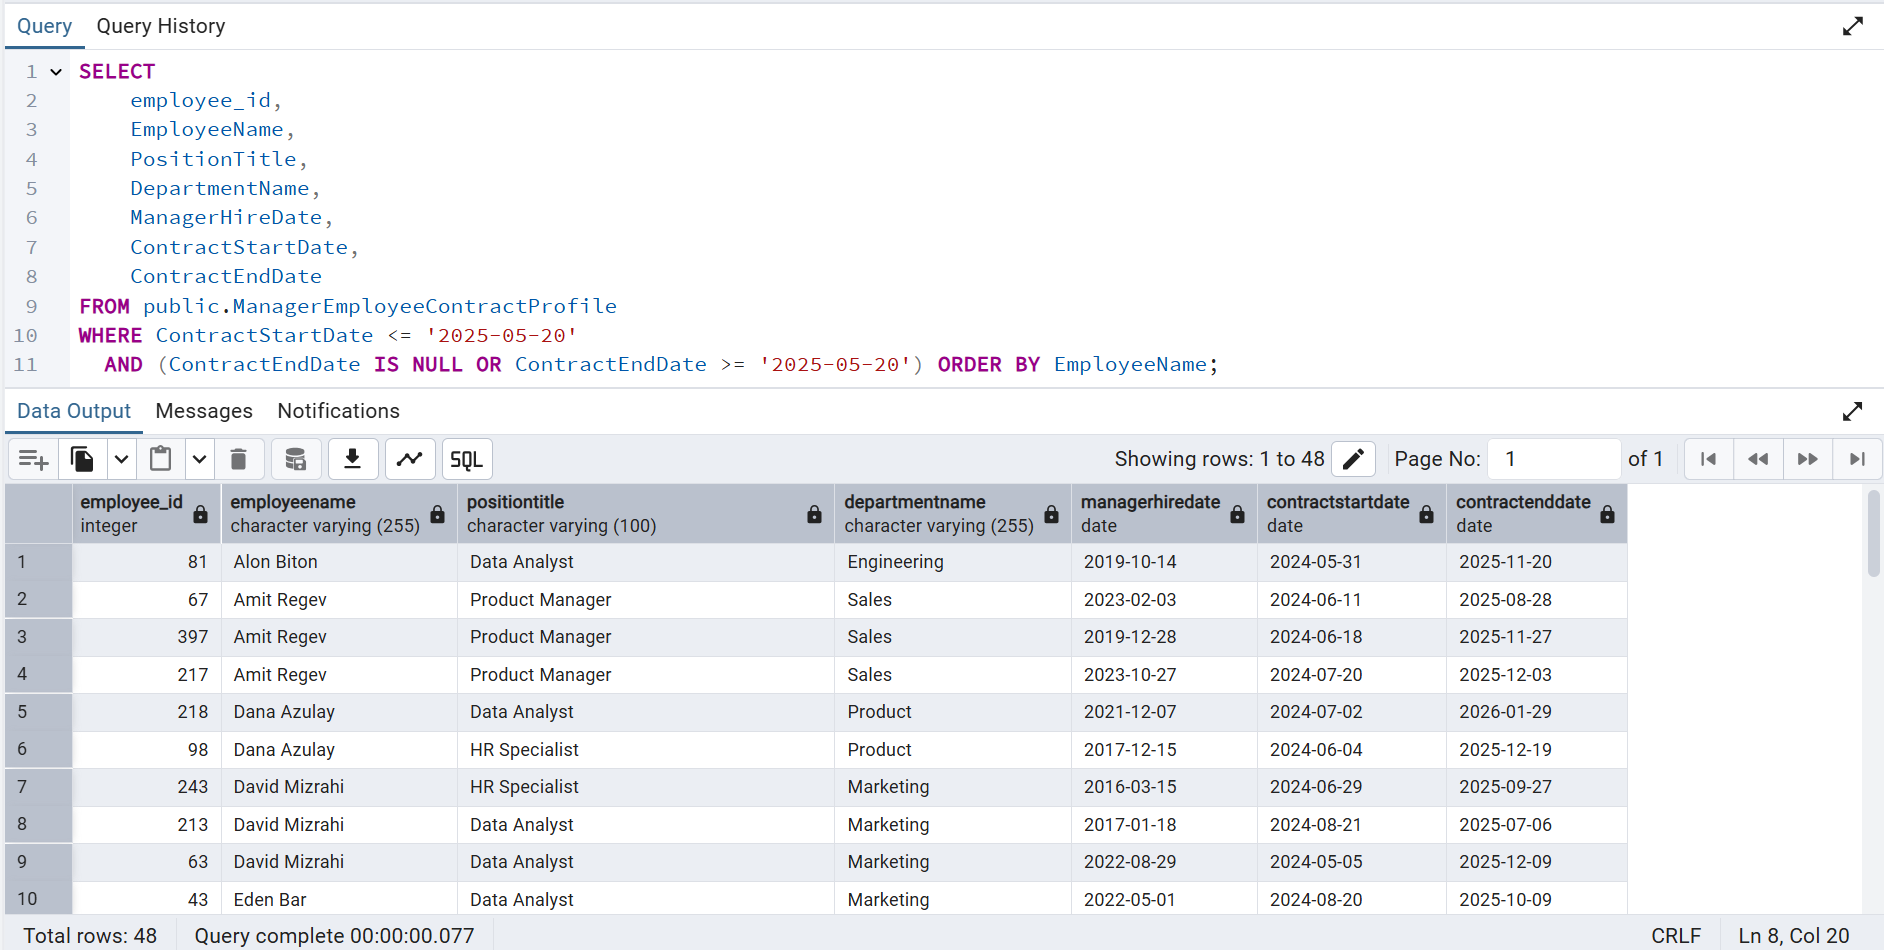 Query Query History
1 SELECT
2 employee_id,
3 EmployeeName,
4 PositionTitle,
5 DepartmentName,
6 ManagerHireDate,
7 ContractStartDate,
8 ContractEndDate
9 FROM public.ManagerEmployeeContractProfile
10 WHERE ContractStartDate <= '2025-05-20'
11 AND (ContractEndDate IS NULL OR ContractEndDate >= '2025-05-20') ORDER BY EmployeeName;
Data Output Messages Notifications
SQL Showing rows: 1 to 48 Page No: 1 of 1
employee_id employeename positiontitle departmentname managerhiredate contractstartdate contractenddate
integer character varying (255) character varying (100) character varying (255) date date date
1 81 Alon Biton Data Analyst Engineering 2019-10-14 2024-05-31 2025-11-20
2 67 Amit Regev Product Manager Sales 2023-02-03 2024-06-11 2025-08-28
3 397 Amit Regev Product Manager Sales 2019-12-28 2024-06-18 2025-11-27
4 217 Amit Regev Product Manager Sales 2023-10-27 2024-07-20 2025-12-03
5 218 Dana Azulay Data Analyst Product 2021-12-07 2024-07-02 2026-01-29
6 98 Dana Azulay HR Specialist Product 2017-12-15 2024-06-04 2025-12-19
7 243 David Mizrahi HR Specialist Marketing 2016-03-15 2024-06-29 2025-09-27
8 213 David Mizrahi Data Analyst Marketing 2017-01-18 2024-08-21 2025-07-06
9 63 David Mizrahi Data Analyst Marketing 2022-08-29 2024-05-05 2025-12-09
10 43 Eden Bar Data Analyst Marketing 2022-05-01 2024-08-20 2025-10-09
Total rows: 48 Query complete 00:00:00.077 CRLF Ln 8, Col 20